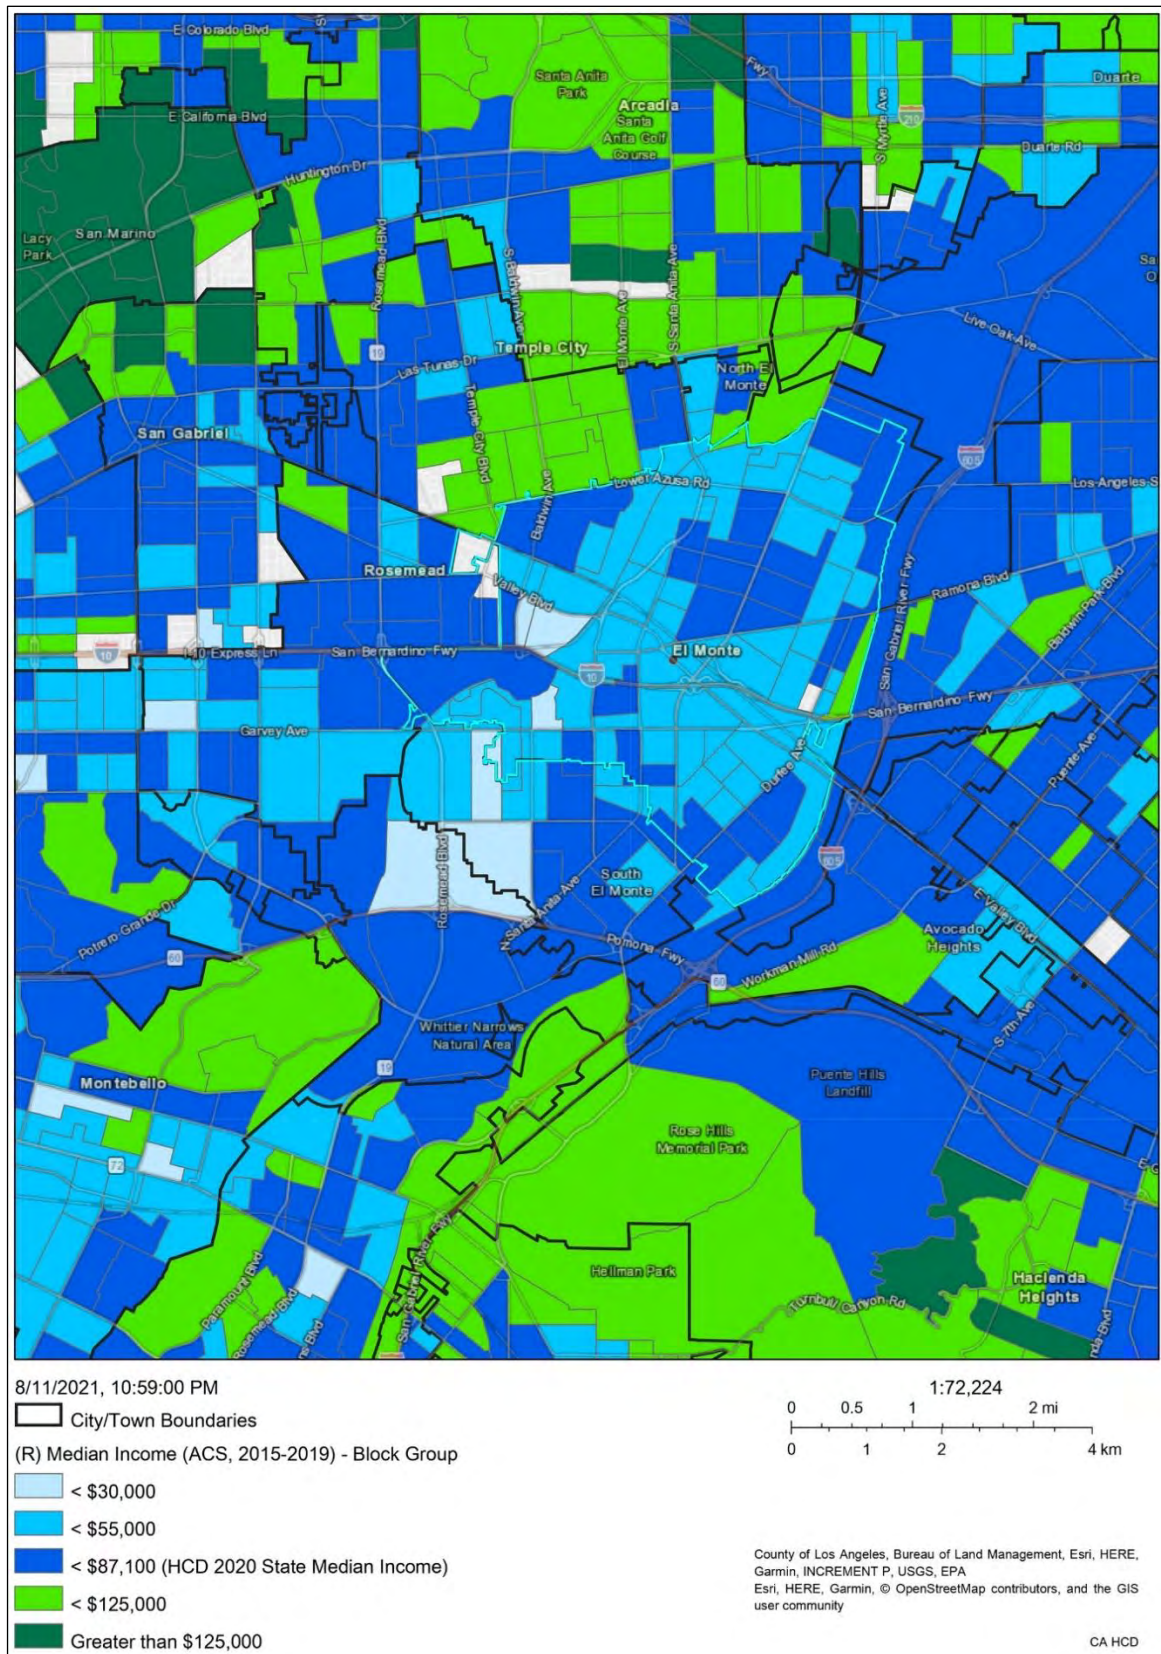 E Colorado Blvd
Santa Anita
Park
Fwy
Duarte
Arcadia
Santa
Anita Golf
Course
S Myrtle Ave
210
E California Blvd
Duarte Rd
Huntington Dr
Lacy
Park
San Marino
Rosemead Blvd
S Baldwin Ave
El Monte Ave
S Santa Anita Ave
Live Oak Ave
19
Las Tunas Dr
Temple City
North El
Monte
Temple City Blvd
San Gabriel
605
Lower Azusa Rd
Los Angeles S
Baldwin Ave
Rosemead
Valley Blvd
San Gabriel River Fwy
Ramona Blvd
Baldwin Park Blvd
10
I-10 Express Ln
San Bernardino Fwy
El Monte
10
San Bernardino Fwy
Garvey Ave
Durfee Ave
Puente Ave
Rosemead Blvd
605
South
El Monte
N Santa Anita Ave
E Valley Blvd
Potrero Grande Dr
60
Pomona Fwy
Workman Mill Rd
Avocado
Heights
60
S 7th Ave
Whittier Narrows
Natural Area
19
Montebello
Puente Hills
Landfill
Rose Hills
Memorial Park
72
San Gabriel River Fwy
Paramount Blvd
Rosemead Blvd
Hellman Park
Turnbull Canyon Rd
Hacienda
Heights
8/11/2021, 10:59:00 PM
City/Town Boundaries
(R) Median Income (ACS, 2015-2019) - Block Group
< $30,000
< $55,000
< $87,100 (HCD 2020 State Median Income)
< $125,000
Greater than $125,000
1:72,224
0 0.5 1 2 mi
0 1 2 4 km
County of Los Angeles, Bureau of Land Management, Esri, HERE,
Garmin, INCREMENT P, USGS, EPA
Esri, HERE, Garmin, © OpenStreetMap contributors, and the GIS
user community
CA HCD